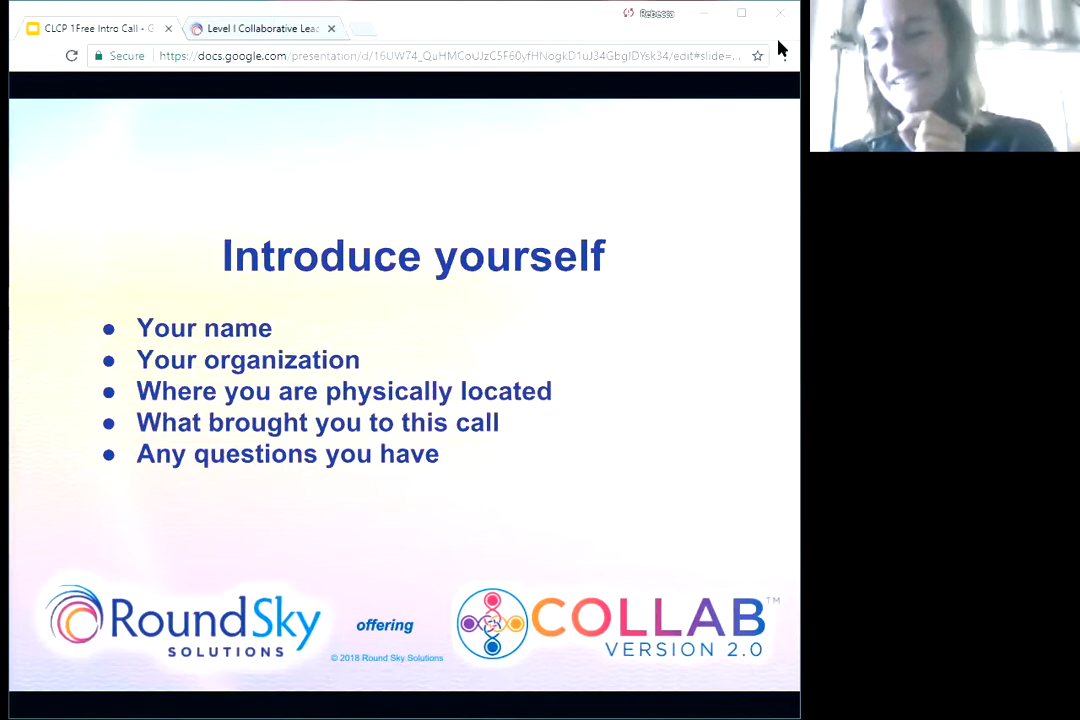 CLCP 1Free Intro Call - G
Level I Collaborative Lea
Rebecca
Secure
https://docs.google.com/presentation/d/16UW74_QuHMCoUJzC5F60yfHNogkD1uJ34GbgIDYsk34/edit#slide=...
Introduce yourself
● Your name
● Your organization
● Where you are physically located
● What brought you to this call
● Any questions you have
RoundSky
SOLUTIONS
offering
© 2018 Round Sky Solutions
COLLAB™
VERSION 2.0